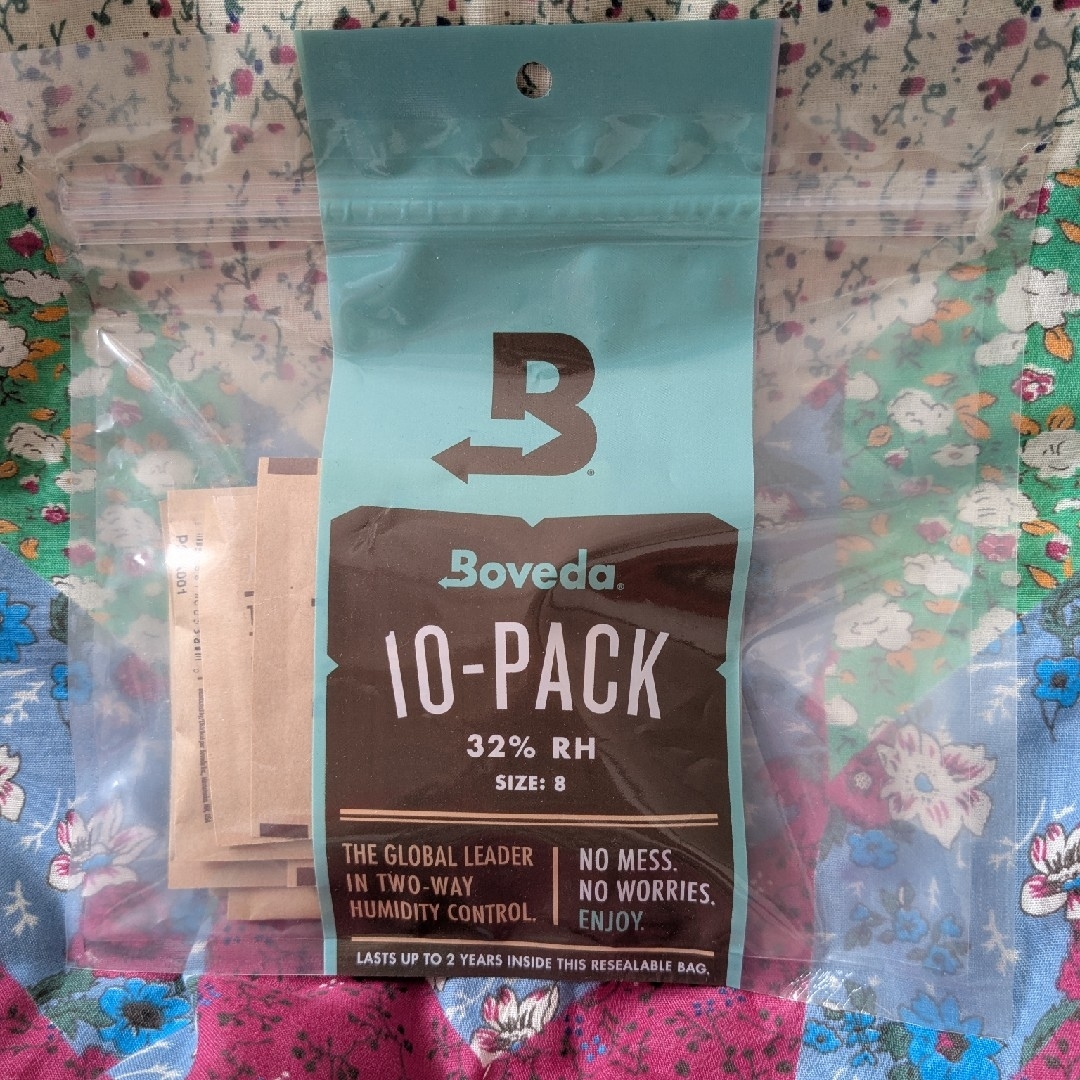 B
Boveda®
10-PACK
32% RH
SIZE: 8
THE GLOBAL LEADER
IN TWO-WAY
HUMIDITY CONTROL.
NO MESS.
NO WORRIES.
ENJOY.
LASTS UP TO 2 YEARS INSIDE THIS RESEALABLE BAG.